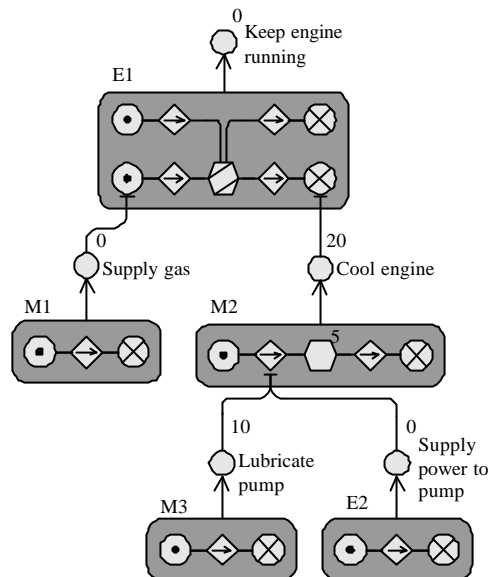 0
Keep engine
running
E1
0
Supply gas
20
Cool engine
M1
M2
5
10
Lubricate
pump
0
Supply
power to
pump
M3
E2